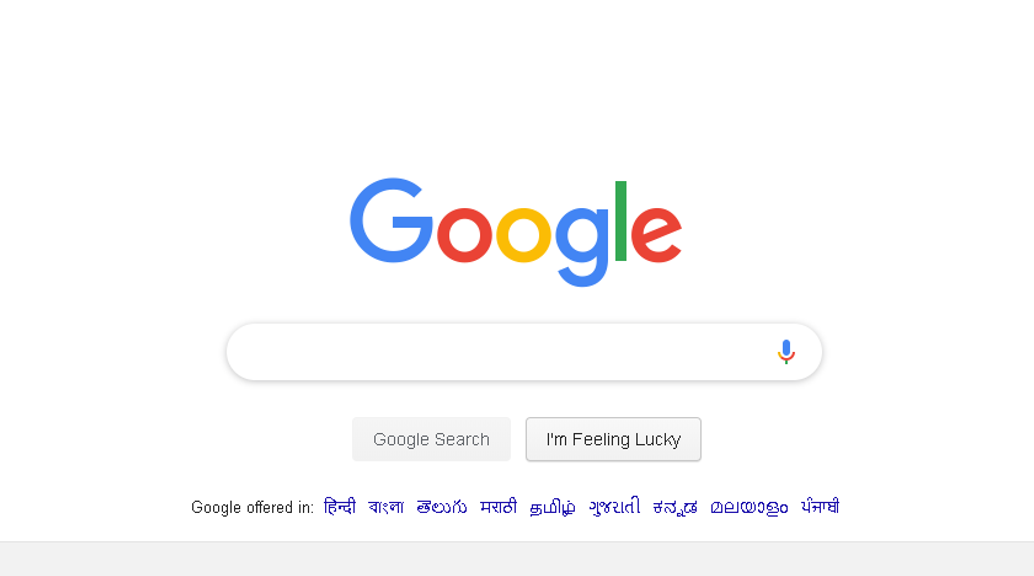 Google
Google Search I'm Feeling Lucky
Google offered in: हिन्दी বাংলা తెలుగు मराठी தமிழ் ગુજરાતી ಕನ್ನಡ മലയാളം ਪੰਜਾਬੀ